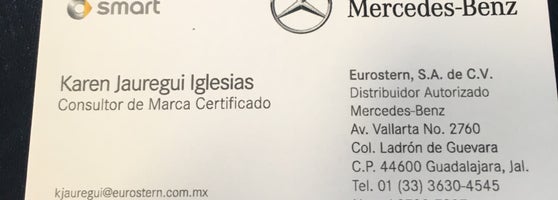 smart
Mercedes-Benz
Karen Jauregui Iglesias
Consultor de Marca Certificado
kjauregui@eurostern.com.mx
Eurostern, S.A. de C.V.
Distribuidor Autorizado
Mercedes-Benz
Av. Vallarta No. 2760
Col. Ladrón de Guevara
C.P. 44600 Guadalajara, Jal.
Tel. 01 (33) 3630-4545